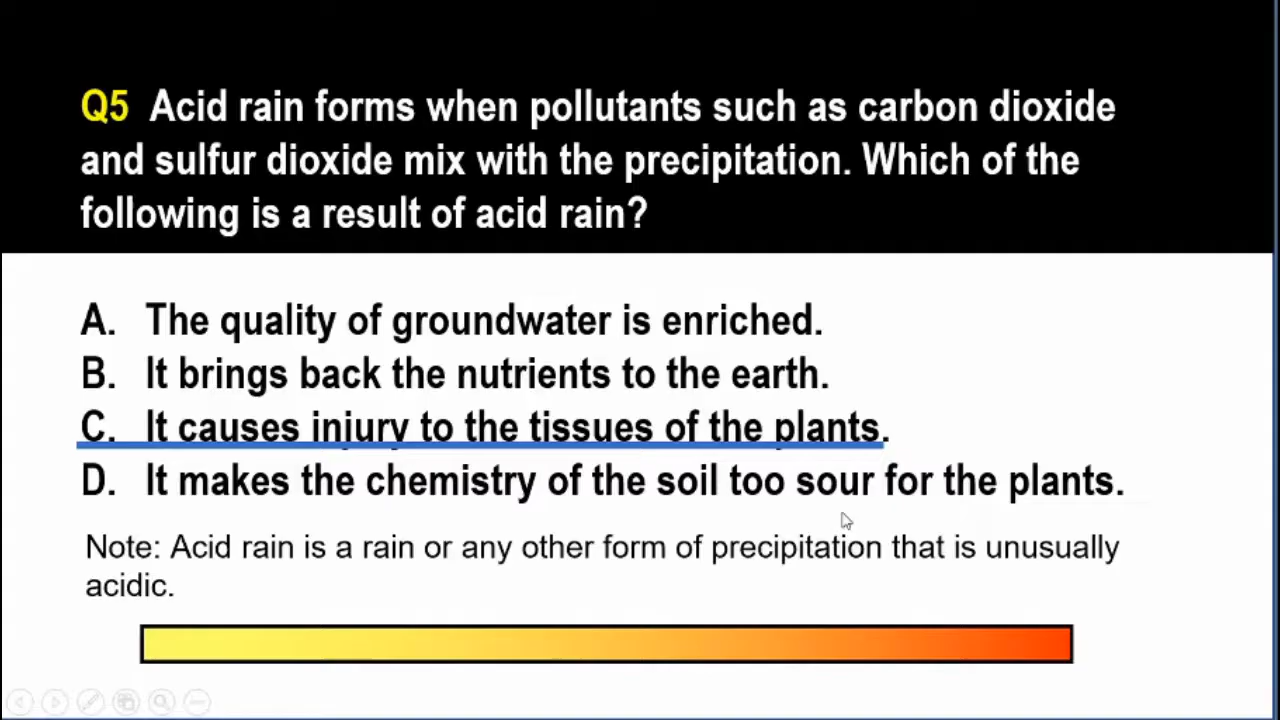 Q5 Acid rain forms when pollutants such as carbon dioxide
and sulfur dioxide mix with the precipitation. Which of the
following is a result of acid rain?
A. The quality of groundwater is enriched.
B. It brings back the nutrients to the earth.
C. It causes injury to the tissues of the plants.
D. It makes the chemistry of the soil too sour for the plants.
Note: Acid rain is a rain or any other form of precipitation that is unusually
acidic.